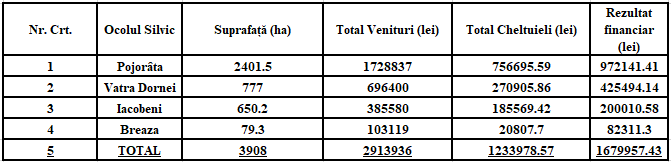 Nr. Crt. Ocolul Silvic Suprafață (ha) Total Venituri (lei) Total Cheltuieli (lei) Rezultat financiar (lei)
1 Pojorâta 2401.5 1728837 756695.59 972141.41
2 Vatra Dornei 777 696400 270905.86 425494.14
3 Iacobeni 650.2 385580 185569.42 200010.58
4 Breaza 79.3 103119 20807.7 82311.3
5 TOTAL 3908 2913936 1233978.57 1679957.43